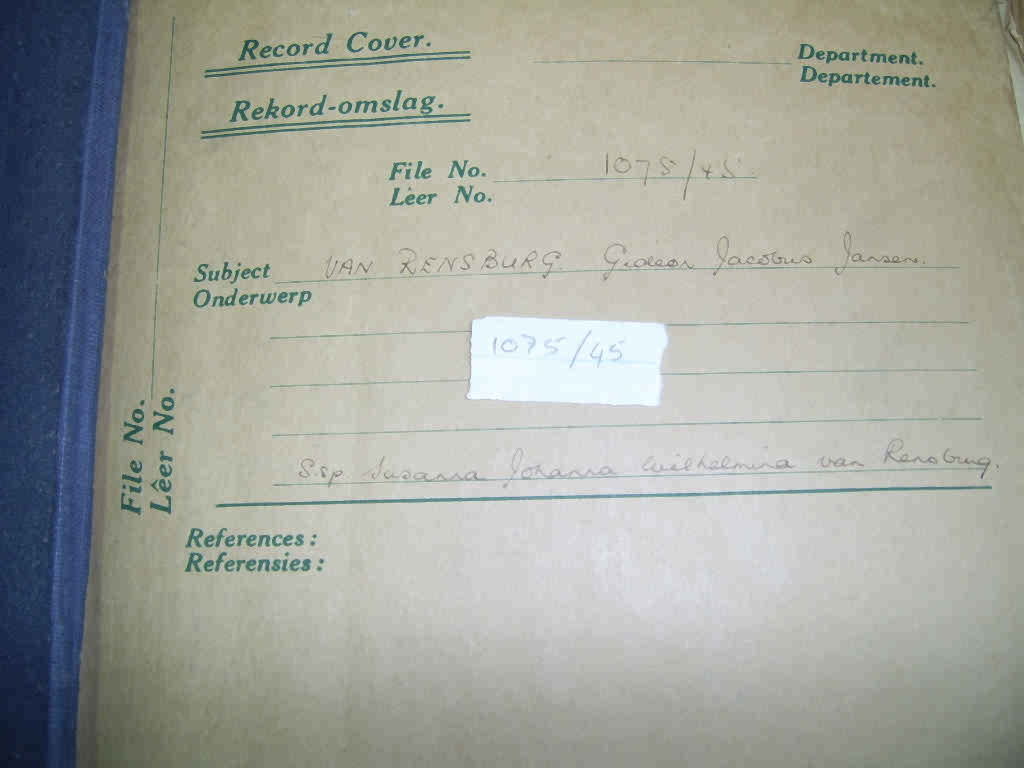 Record Cover.
Department.
Departement.
Rekord-omslag.
File No. 1075/45
Lêer No.
Subject VAN RENSBURG. Gideon Jacobus Jansen.
Onderwerp
1075/45
S.sp. Susanna Johanna Wilhelmina van Rensburg.
References:
Referensies:
File No.
Lêer No.